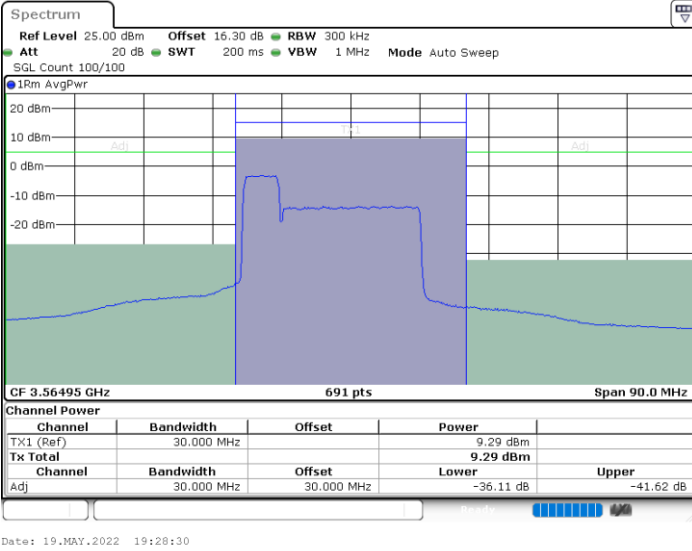 Spectrum
Ref Level 25.00 dBm Offset 16.30 dB RBW 300 kHz
Att 20 dB SWT 200 ms VBW 1 MHz Mode Auto Sweep
SGL Count 100/100
1Rm AvgPwr
20 dBm
TX1
10 dBm
Adj Adj
0 dBm
-10 dBm
-20 dBm
CF 3.56495 GHz 691 pts Span 90.0 MHz
Channel Power
Channel Bandwidth Offset Power
TX1 (Ref) 30.000 MHz 9.29 dBm
Tx Total 9.29 dBm
Channel Bandwidth Offset Lower Upper
Adj 30.000 MHz 30.000 MHz -36.11 dB -41.62 dB
Ready
Date: 19.MAY.2022 19:28:30